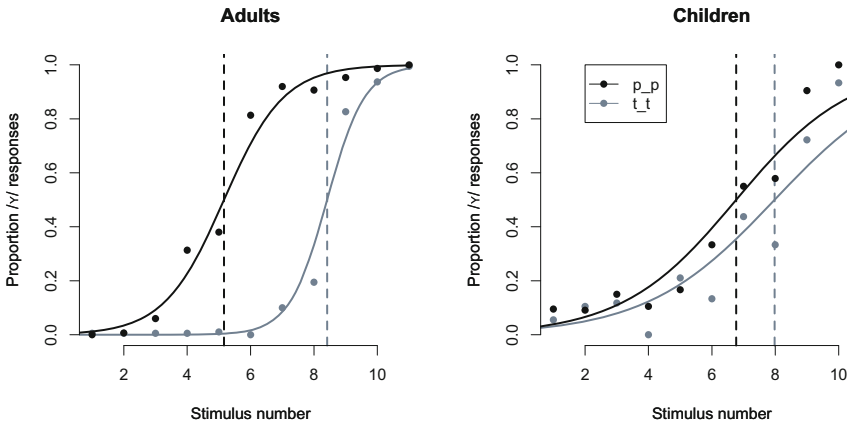 Adults
Proportion /ʏ/ responses
0.0 0.2 0.4 0.6 0.8 1.0
2 4 6 8 10
Stimulus number
Children
p_p
t_t
Proportion /ʏ/ responses
0.0 0.2 0.4 0.6 0.8 1.0
2 4 6 8 10
Stimulus number